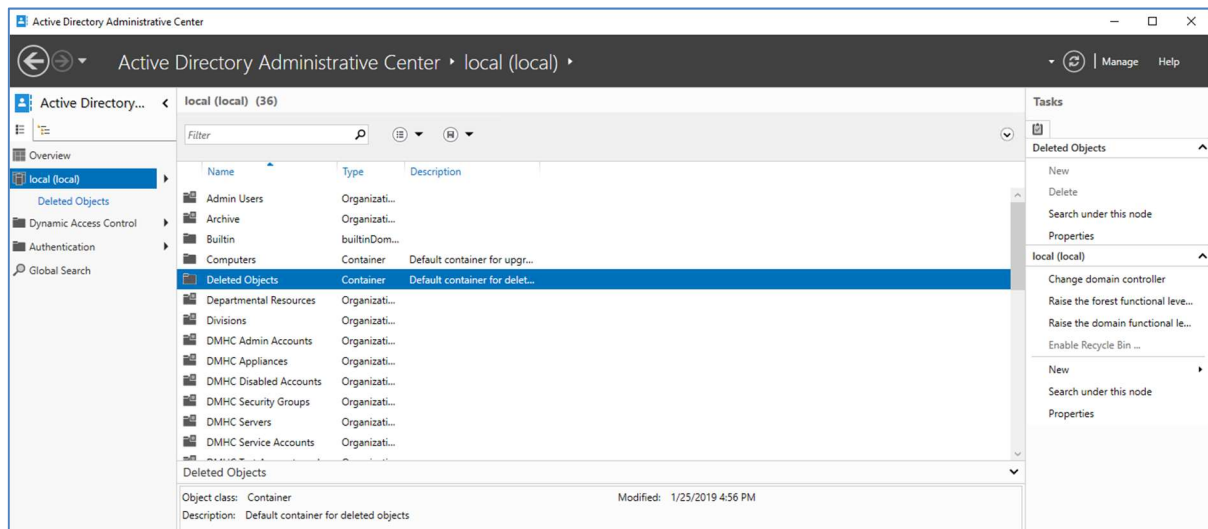 Active Directory Administrative Center
Active Directory Administrative Center • local (local) •
Manage Help
Active Directory...
Overview
local (local)
Deleted Objects
Dynamic Access Control
Authentication
Global Search
local (local) (36)
Filter
Name Type Description
Admin Users Organizati...
Archive Organizati...
Builtin builtinDom...
Computers Container Default container for upgr...
Deleted Objects Container Default container for delet...
Departmental Resources Organizati...
Divisions Organizati...
DMHC Admin Accounts Organizati...
DMHC Appliances Organizati...
DMHC Disabled Accounts Organizati...
DMHC Security Groups Organizati...
DMHC Servers Organizati...
DMHC Service Accounts Organizati...
Deleted Objects
Object class: Container Modified: 1/25/2019 4:56 PM
Description: Default container for deleted objects
Tasks
Deleted Objects
New
Delete
Search under this node
Properties
local (local)
Change domain controller
Raise the forest functional leve...
Raise the domain functional le...
Enable Recycle Bin ...
New
Search under this node
Properties